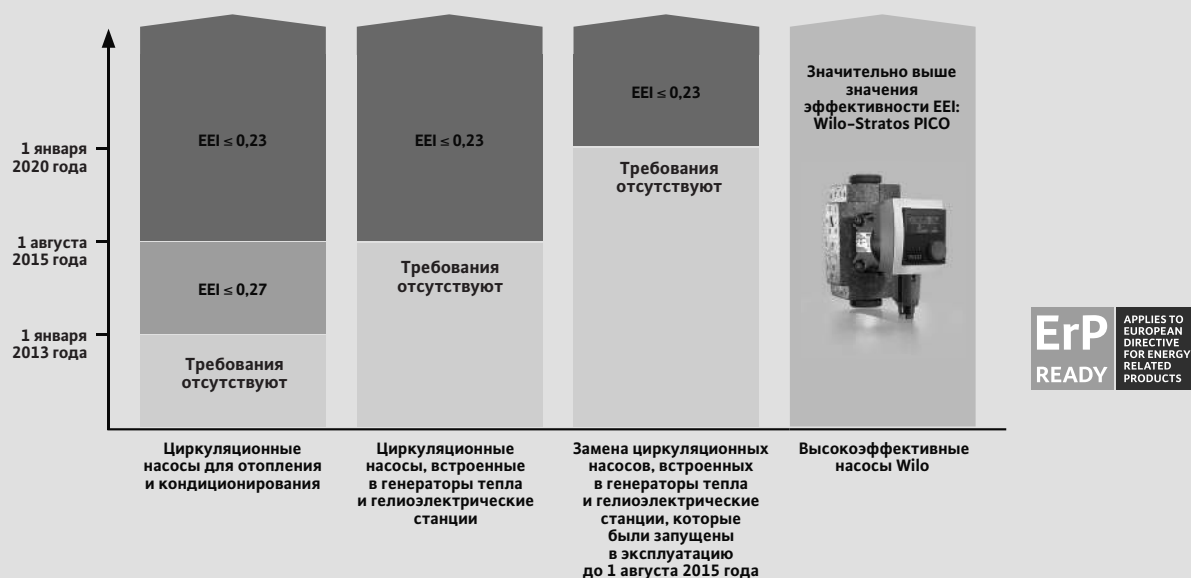 EEI ≤ 0,23
EEI ≤ 0,23
EEI ≤ 0,23
Значительно выше
значения
эффективности EEI:
Wilo–Stratos PICO
1 января
2020 года
Требования
отсутствуют
1 августа
2015 года
Требования
отсутствуют
EEI ≤ 0,27
1 января
2013 года
Требования
отсутствуют
ErP
READY
APPLIES TO
EUROPEAN
DIRECTIVE
FOR ENERGY
RELATED
PRODUCTS
Циркуляционные
насосы для отопления
и кондиционирования
Циркуляционные
насосы, встроенные
в генераторы тепла
и гелиоэлектрические
станции
Замена циркуляционных
насосов, встроенных
в генераторы тепла
и гелиоэлектрические
станции, которые
были запущены
в эксплуатацию
до 1 августа 2015 года
Высокоэффективные
насосы Wilo